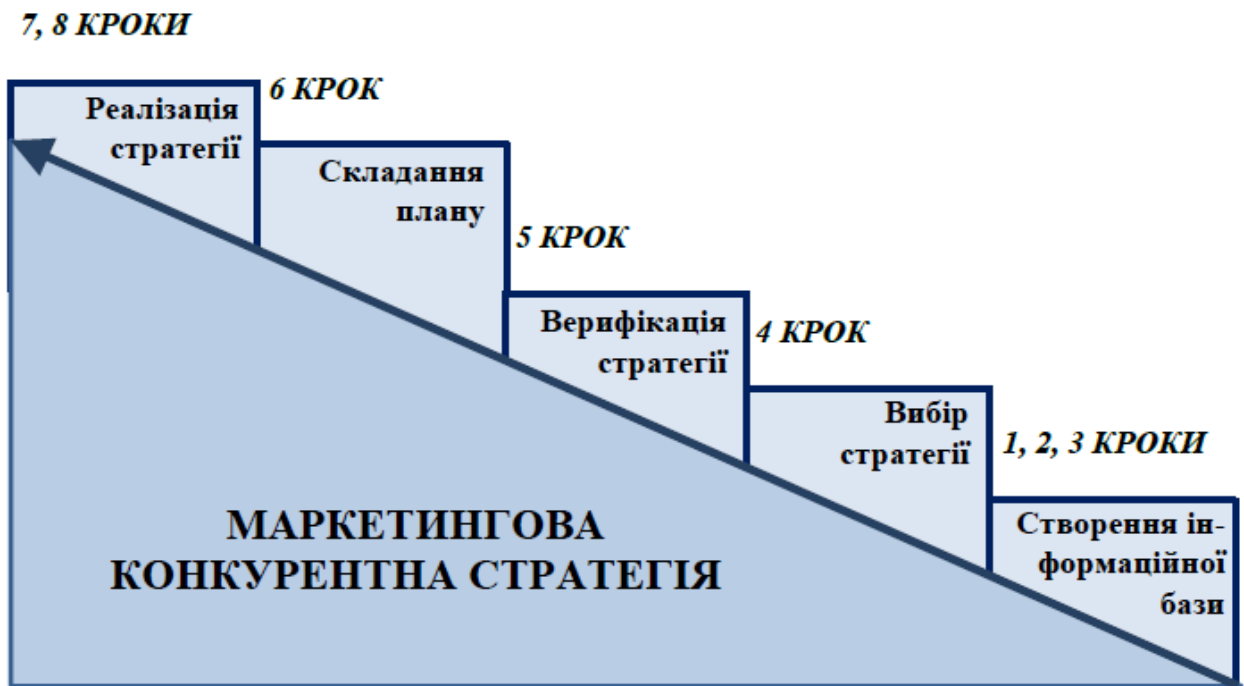 7, 8 КРОКИ
Реалізація
стратегії
6 КРОК
Складання
плану
5 КРОК
Верифікація
стратегії
4 КРОК
Вибір
стратегії
1, 2, 3 КРОКИ
Створення ін-
формаційної
бази
МАРКЕТИНГОВА
КОНКУРЕНТНА СТРАТЕГІЯ